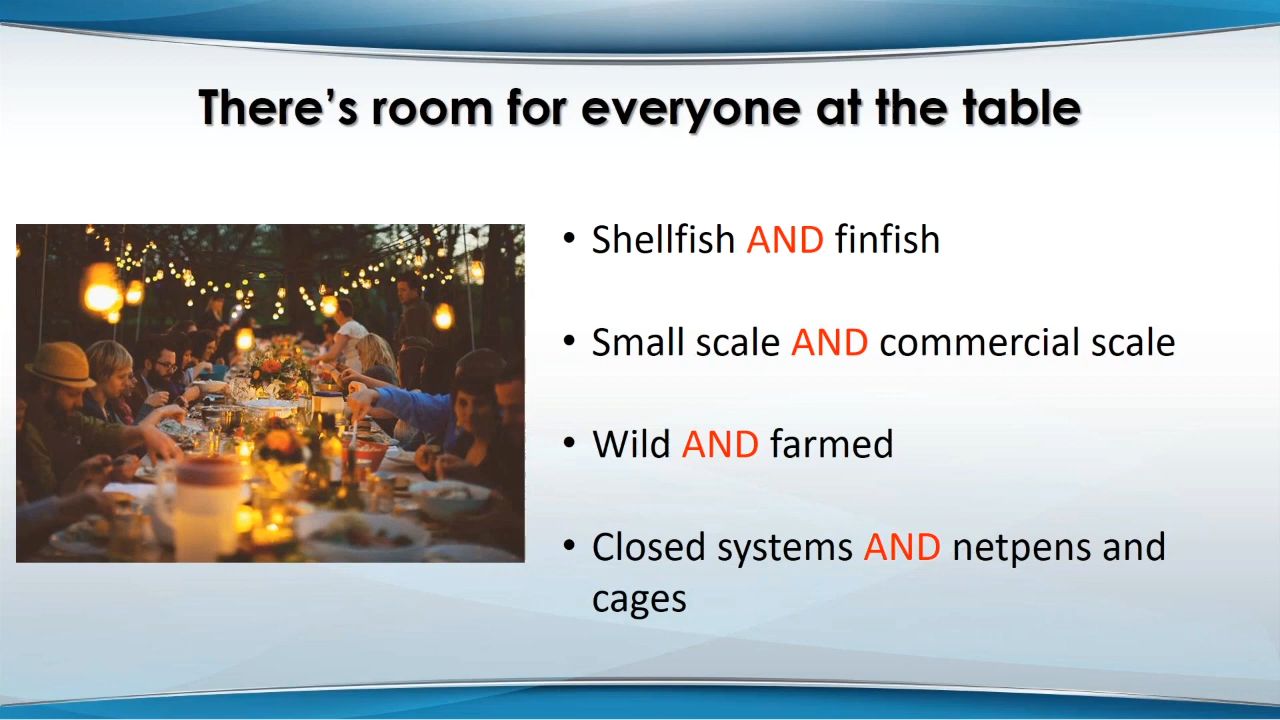 There’s room for everyone at the table
• Shellfish AND finfish
• Small scale AND commercial scale
• Wild AND farmed
• Closed systems AND netpens and
cages